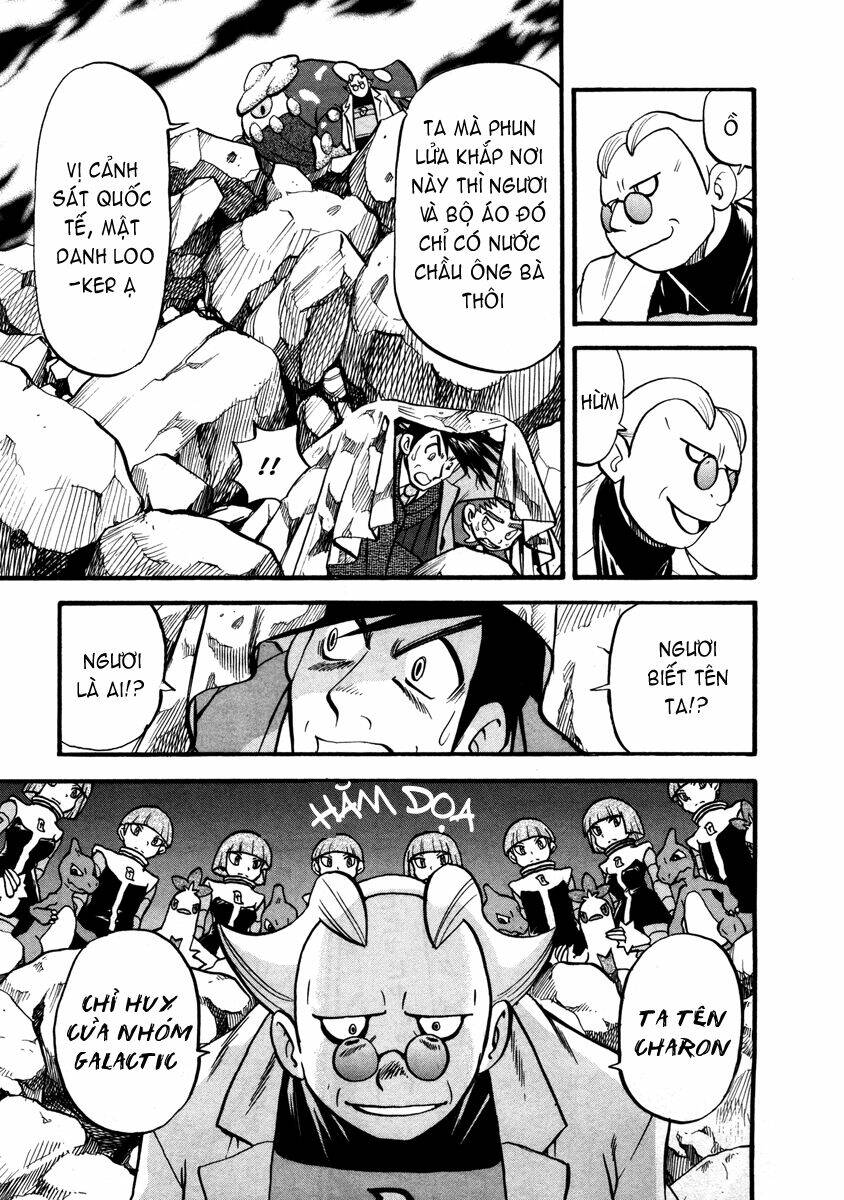 Ồ
HỪM
TA MÀ PHUN
LỬA KHẮP NƠI
NÀY THÌ NGƯƠI
VÀ BỘ ÁO ĐÓ
CHỈ CÓ NƯỚC
CHẦU ÔNG BÀ
THÔI
VỊ CẢNH
SÁT QUỐC
TẾ, MẬT
DANH LOO
-KER Ạ
!!
NGƯƠI
BIẾT TÊN
TA!?
NGƯƠI
LÀ AI!?
HĂM DỌA
TA TÊN
CHARON
CHỈ HUY
CỦA NHÓM
GALACTIC